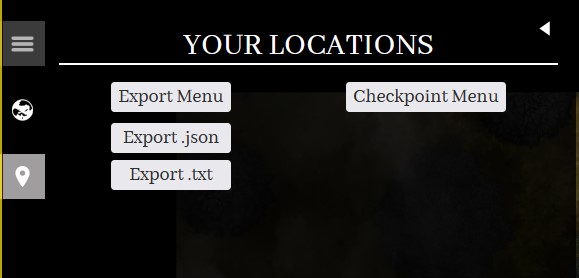 YOUR LOCATIONS
Export Menu
Checkpoint Menu
Export .json
Export .txt